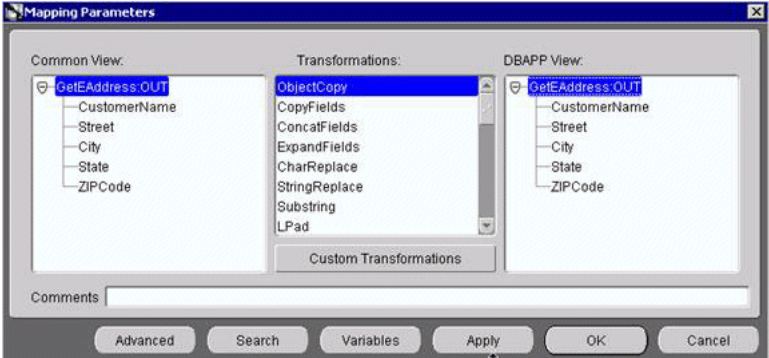 Mapping Parameters
Common View:
GetEAddress:OUT
CustomerName
Street
City
State
ZIPCode
Transformations:
ObjectCopy
CopyFields
ConcatFields
ExpandFields
CharReplace
StringReplace
Substring
LPad
Custom Transformations
DBAPP View:
GetEAddress:OUT
CustomerName
Street
City
State
ZIPCode
Comments
Advanced Search Variables Apply OK Cancel